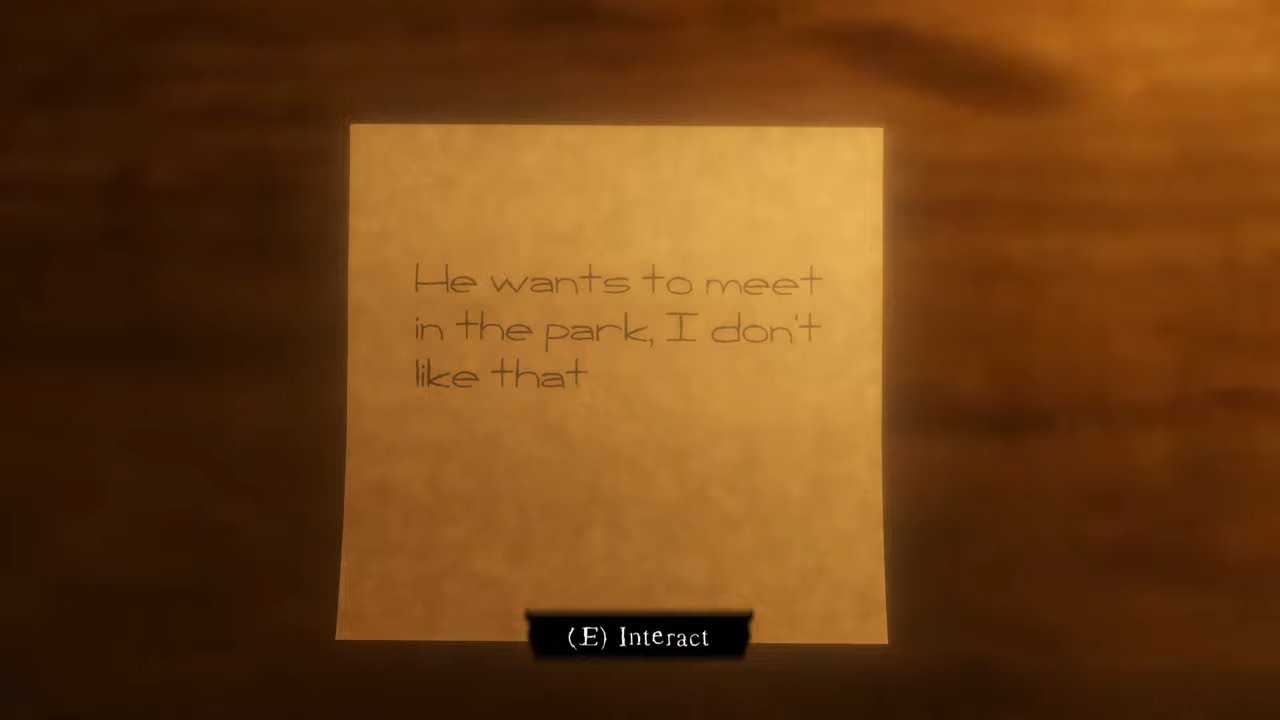 He wants to meet
in the park, I don't
like that
(E) Interact